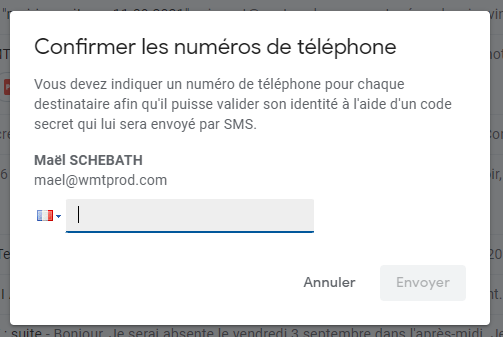 Confirmer les numéros de téléphone
Vous devez indiquer un numéro de téléphone pour chaque
destinataire afin qu'il puisse valider son identité à l'aide d'un code
secret qui lui sera envoyé par SMS.
Maël SCHEBATH
mael@wmtprod.com
Annuler
Envoyer
: suite - Bonjour, Je serai absente le vendredi 3 septembre dans l'après-midi.